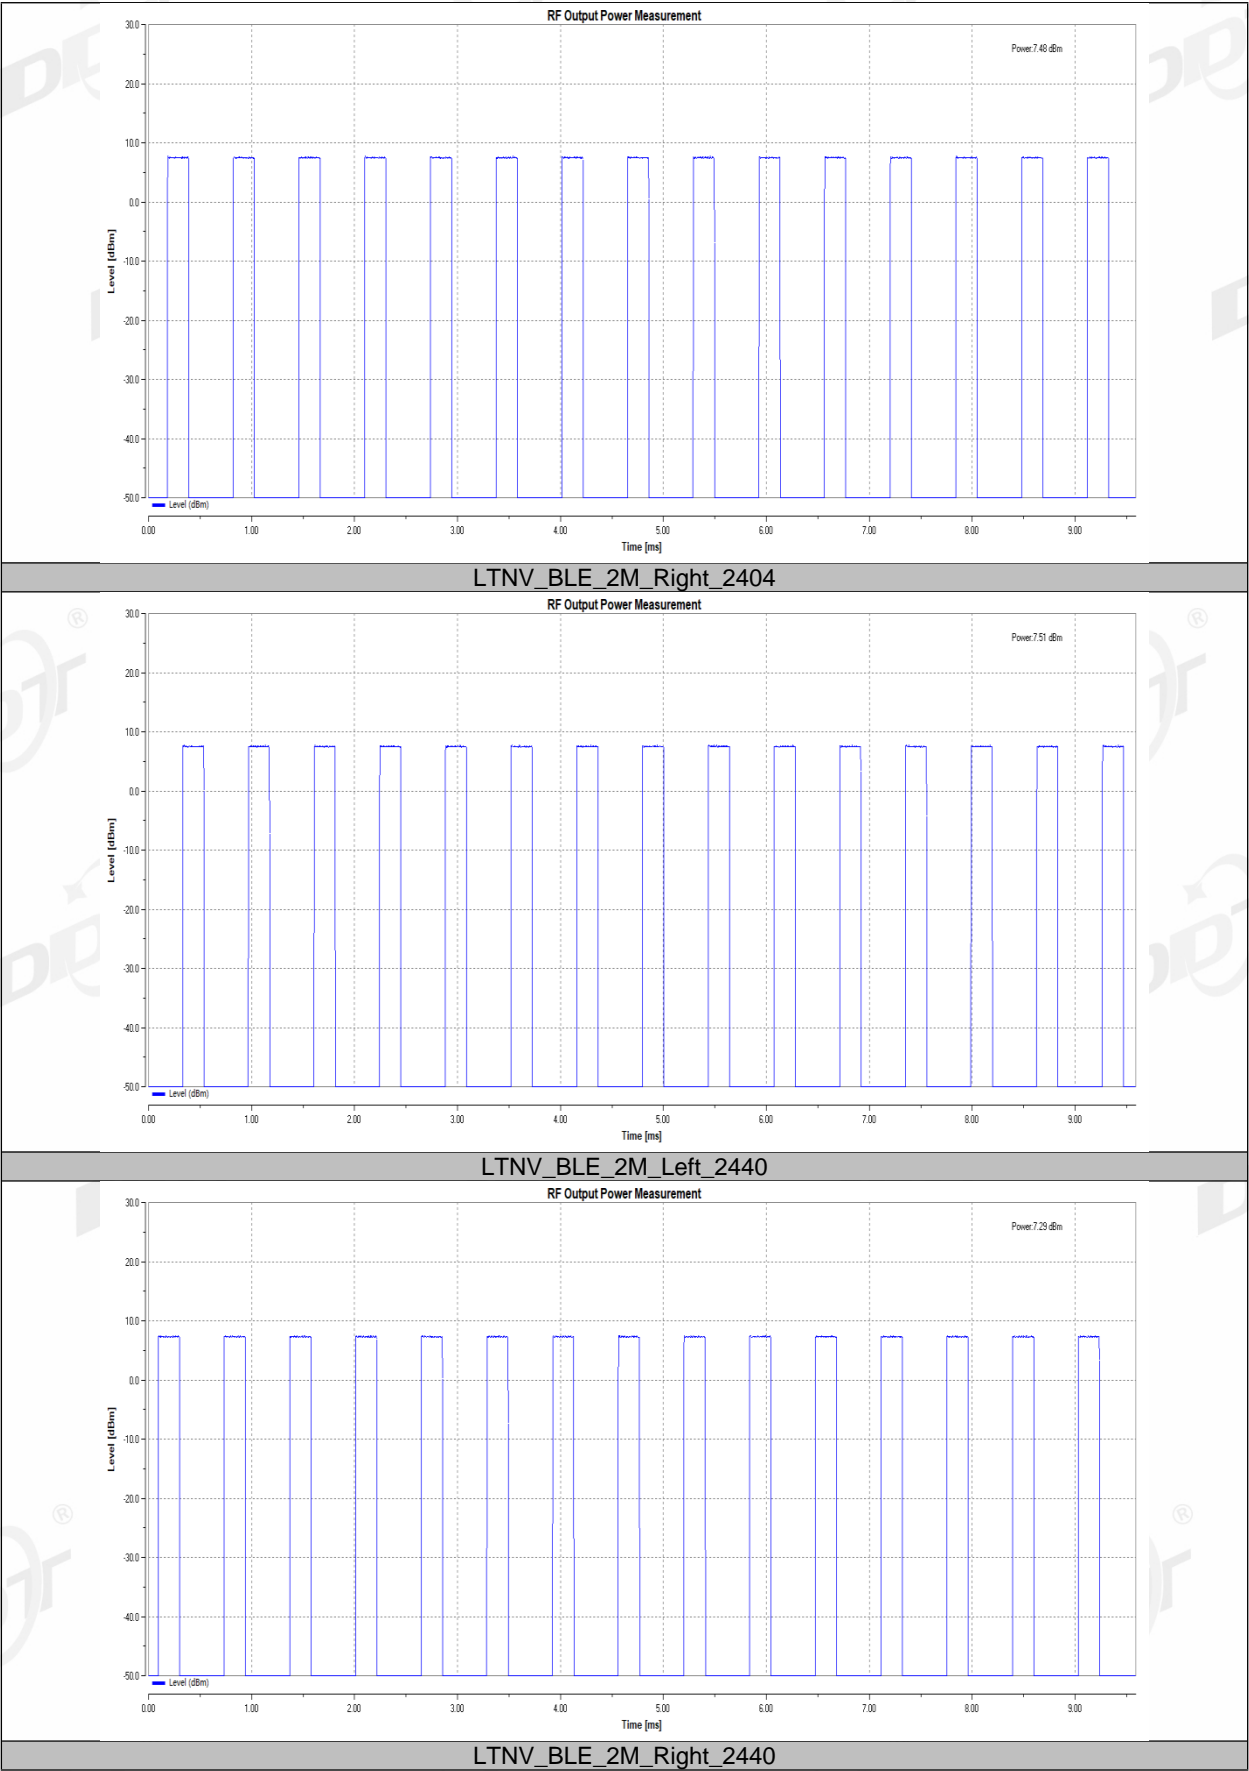 RF Output Power Measurement
Power:7.48 dBm
30.0
20.0
10.0
0.0
-10.0
-20.0
-30.0
-40.0
-50.0
Level [dBm]
Level (dBm)
0.00 1.00 2.00 3.00 4.00 5.00 6.00 7.00 8.00 9.00
Time [ms]
LTNV_BLE_2M_Right_2404
RF Output Power Measurement
Power:7.51 dBm
30.0
20.0
10.0
0.0
-10.0
-20.0
-30.0
-40.0
-50.0
Level [dBm]
Level (dBm)
0.00 1.00 2.00 3.00 4.00 5.00 6.00 7.00 8.00 9.00
Time [ms]
LTNV_BLE_2M_Left_2440
RF Output Power Measurement
Power:7.29 dBm
30.0
20.0
10.0
0.0
-10.0
-20.0
-30.0
-40.0
-50.0
Level [dBm]
Level (dBm)
0.00 1.00 2.00 3.00 4.00 5.00 6.00 7.00 8.00 9.00
Time [ms]
LTNV_BLE_2M_Right_2440